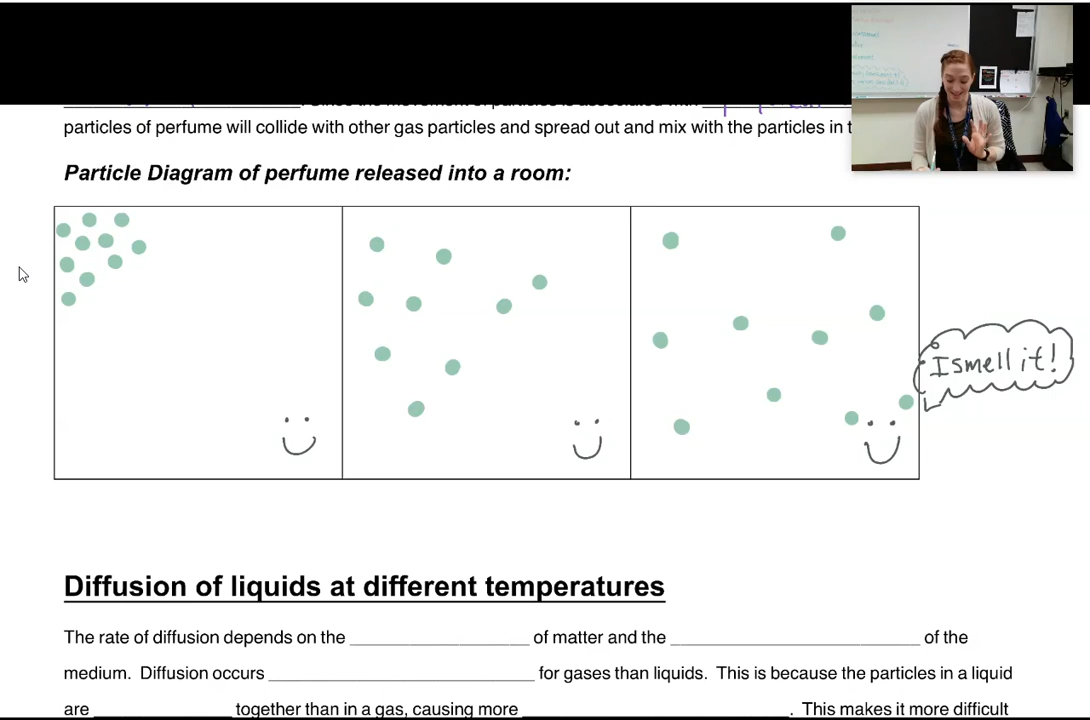 particles of perfume will collide with other gas particles and spread out and mix with the particles in
Particle Diagram of perfume released into a room:
I smell it!
Diffusion of liquids at different temperatures
The rate of diffusion depends on the ____________________ of matter and the ____________________________ of the
medium. Diffusion occurs ______________________________ for gases than liquids. This is because the particles in a liquid
are _______________ together than in a gas, causing more ______________________________. This makes it more difficult